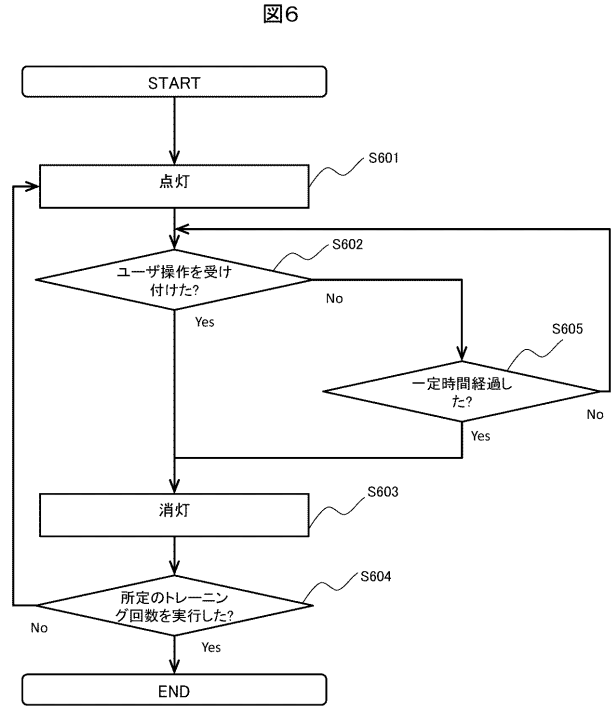 図6
START
S601
点灯
S602
ユーザ操作を受け
付けた?
No
Yes
S605
一定時間経過し
た?
No
Yes
S603
消灯
S604
所定のトレーニン
グ回数を実行した?
No
Yes
END